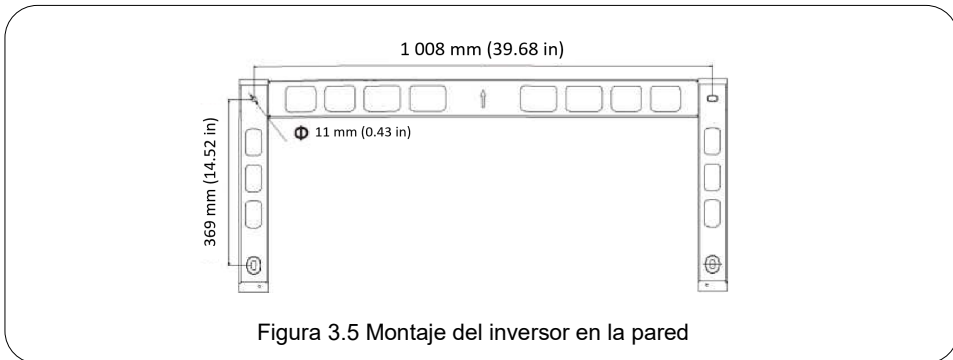 1 008 mm (39.68 in)
Φ 11 mm (0.43 in)
369 mm (14.52 in)
Figura 3.5 Montaje del inversor en la pared